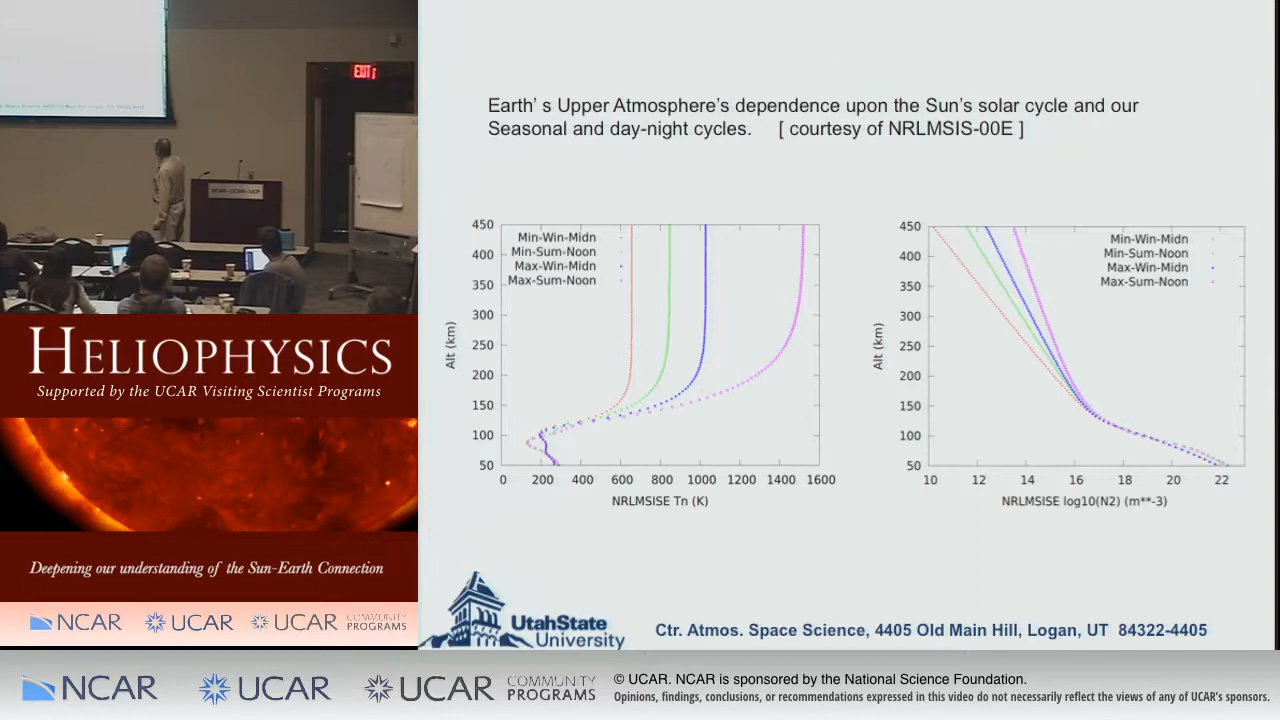 EXIT
NCAR-UCAR-UCP
HELIOPHYSICS
Supported by the UCAR Visiting Scientist Programs
Deepening our understanding of the Sun-Earth Connection
NCAR UCAR UCAR COMMUNITY PROGRAMS
Earth’ s Upper Atmosphere’s dependence upon the Sun’s solar cycle and our
Seasonal and day-night cycles. [ courtesy of NRLMSIS-00E ]
450
400
350
300
250
200
150
100
50
Alt (km)
Min-Win-Midn
Min-Sum-Noon
Max-Win-Midn
Max-Sum-Noon
0 200 400 600 800 1000 1200 1400 1600
NRLMSISE Tn (K)
450
400
350
300
250
200
150
100
50
Alt (km)
Min-Win-Midn
Min-Sum-Noon
Max-Win-Midn
Max-Sum-Noon
10 12 14 16 18 20 22
NRLMSISE log10(N2) (m**-3)
UtahState
University
Ctr. Atmos. Space Science, 4405 Old Main Hill, Logan, UT 84322-4405
NCAR UCAR UCAR COMMUNITY PROGRAMS
© UCAR. NCAR is sponsored by the National Science Foundation.
Opinions, findings, conclusions, or recommendations expressed in this video do not necessarily reflect the views of any of UCAR's sponsors.